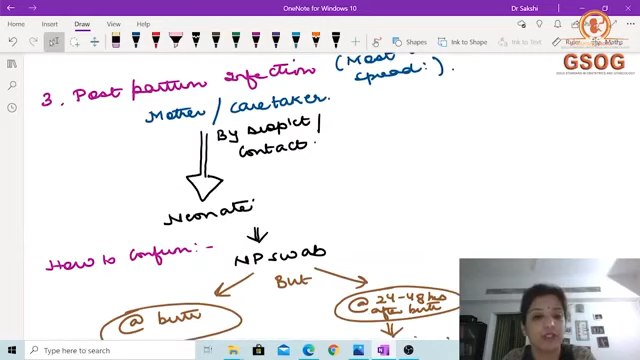 OneNote for Windows 10
Dr Sakshi
Home Insert Draw View Help
Shapes Ink to Shape Ink to Text Ruler Maths
GSOG
(Most
spread:).
3. Post partum Infection
Mother / Caretaker.
By
Contact.
Neonate
How to confirm:-
NP SWAB
But
@ birth
@ 24-48 hrs
after birth
Type here to search